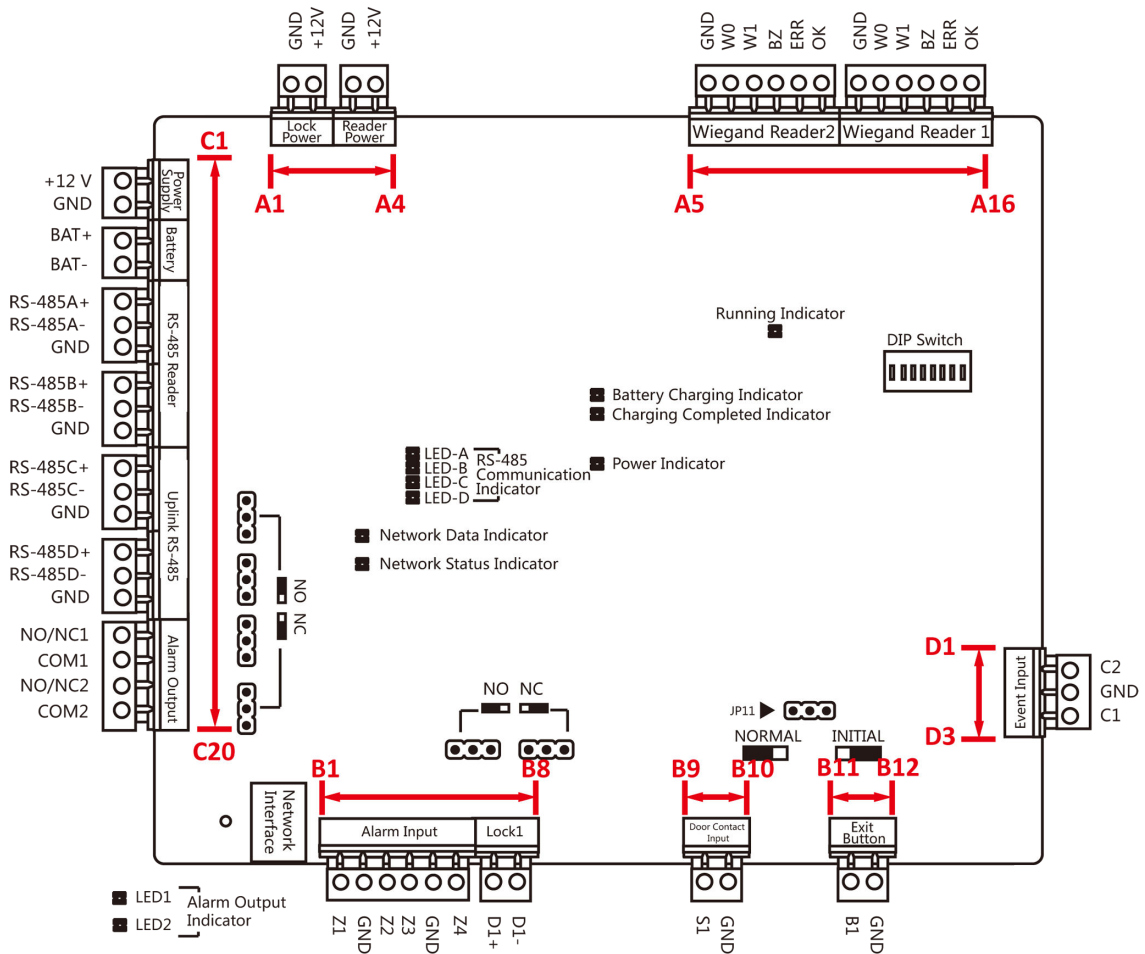 GND
+12V
GND
+12V
GND
W0
W1
BZ
ERR
OK
GND
W0
W1
BZ
ERR
OK
Lock
Power
Reader
Power
Wiegand Reader2
Wiegand Reader 1
C1
A1
A4
A5
A16
+12 V
GND
Power
Supply
BAT+
BAT-
Battery
RS-485A+
RS-485A-
GND
RS-485B+
RS-485B-
GND
RS-485 Reader
RS-485C+
RS-485C-
GND
RS-485D+
RS-485D-
GND
Uplink RS-485
NO/NC1
COM1
NO/NC2
COM2
Alarm Output
C20
Running Indicator
DIP Switch
Battery Charging Indicator
Charging Completed Indicator
Power Indicator
LED-A
LED-B
LED-C
LED-D
RS-485
Communication
Indicator
Network Data Indicator
Network Status Indicator
NO
NC
NO
NC
JP11
NORMAL
INITIAL
D1
D3
Event Input
C2
GND
C1
B1
B8
B9
B10
B11
B12
Network
Interface
Alarm Input
Lock1
Door Contact
Input
Exit
Button
Z1
GND
Z2
Z3
GND
Z4
D1+
D1-
S1
GND
B1
GND
LED1
LED2
Alarm Output
Indicator